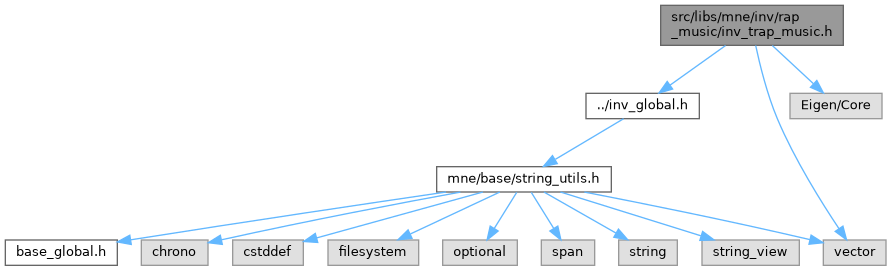 src/libs/mne/inv/rap
_music/inv_trap_music.h
../inv_global.h
Eigen/Core
mne/base/string_utils.h
base_global.h
chrono
cstddef
filesystem
optional
span
string
string_view
vector